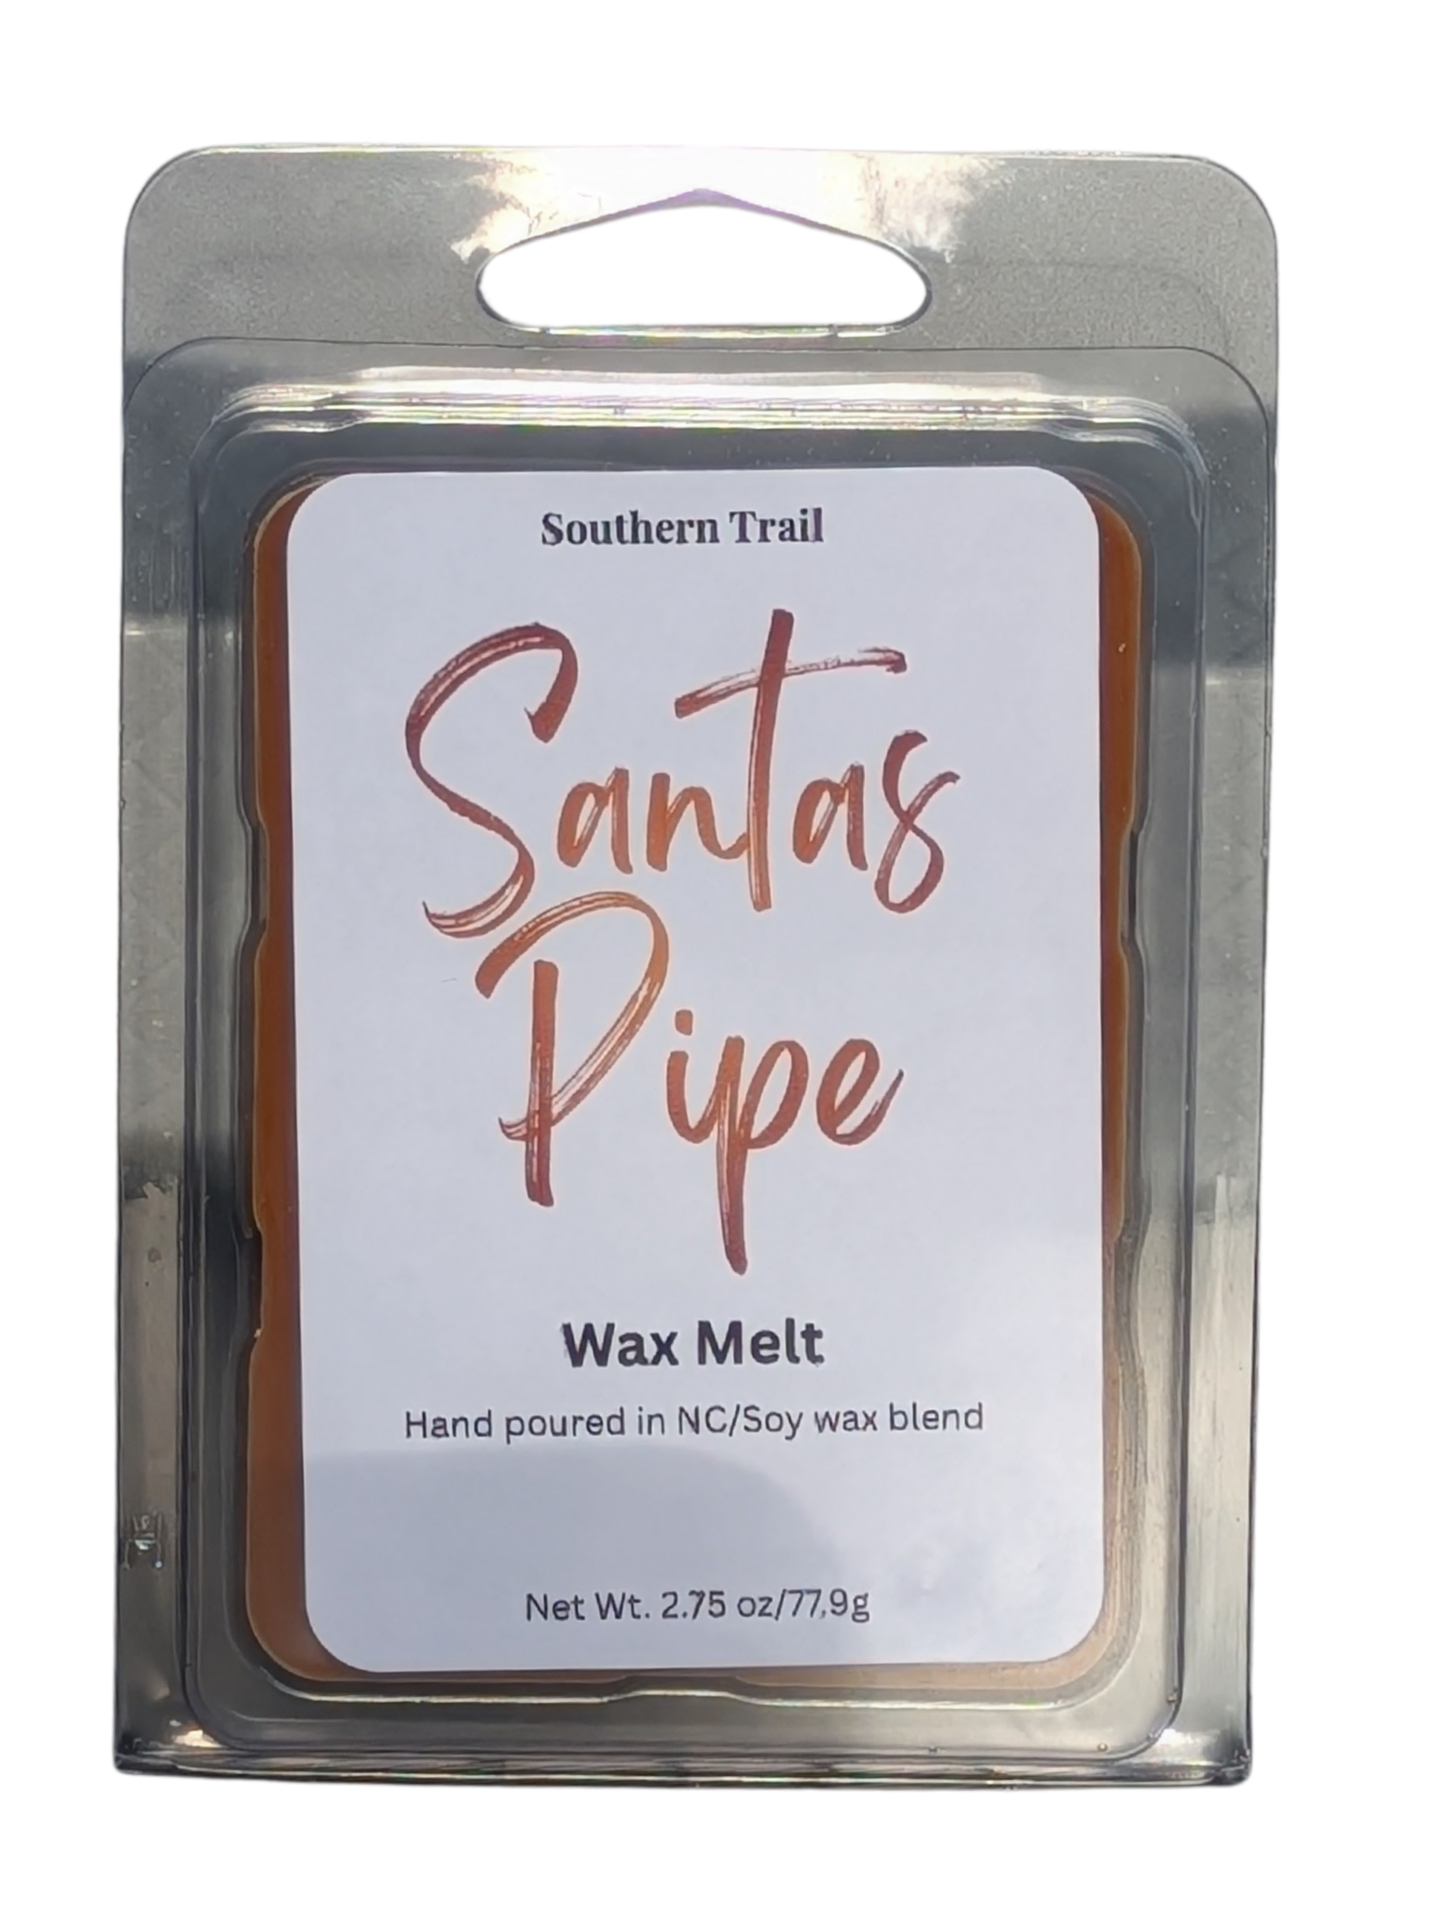 Southern Trail
Santas
Pipe
Wax Melt
Hand poured in NC/Soy wax blend
Net Wt. 2.75 oz/77.9g